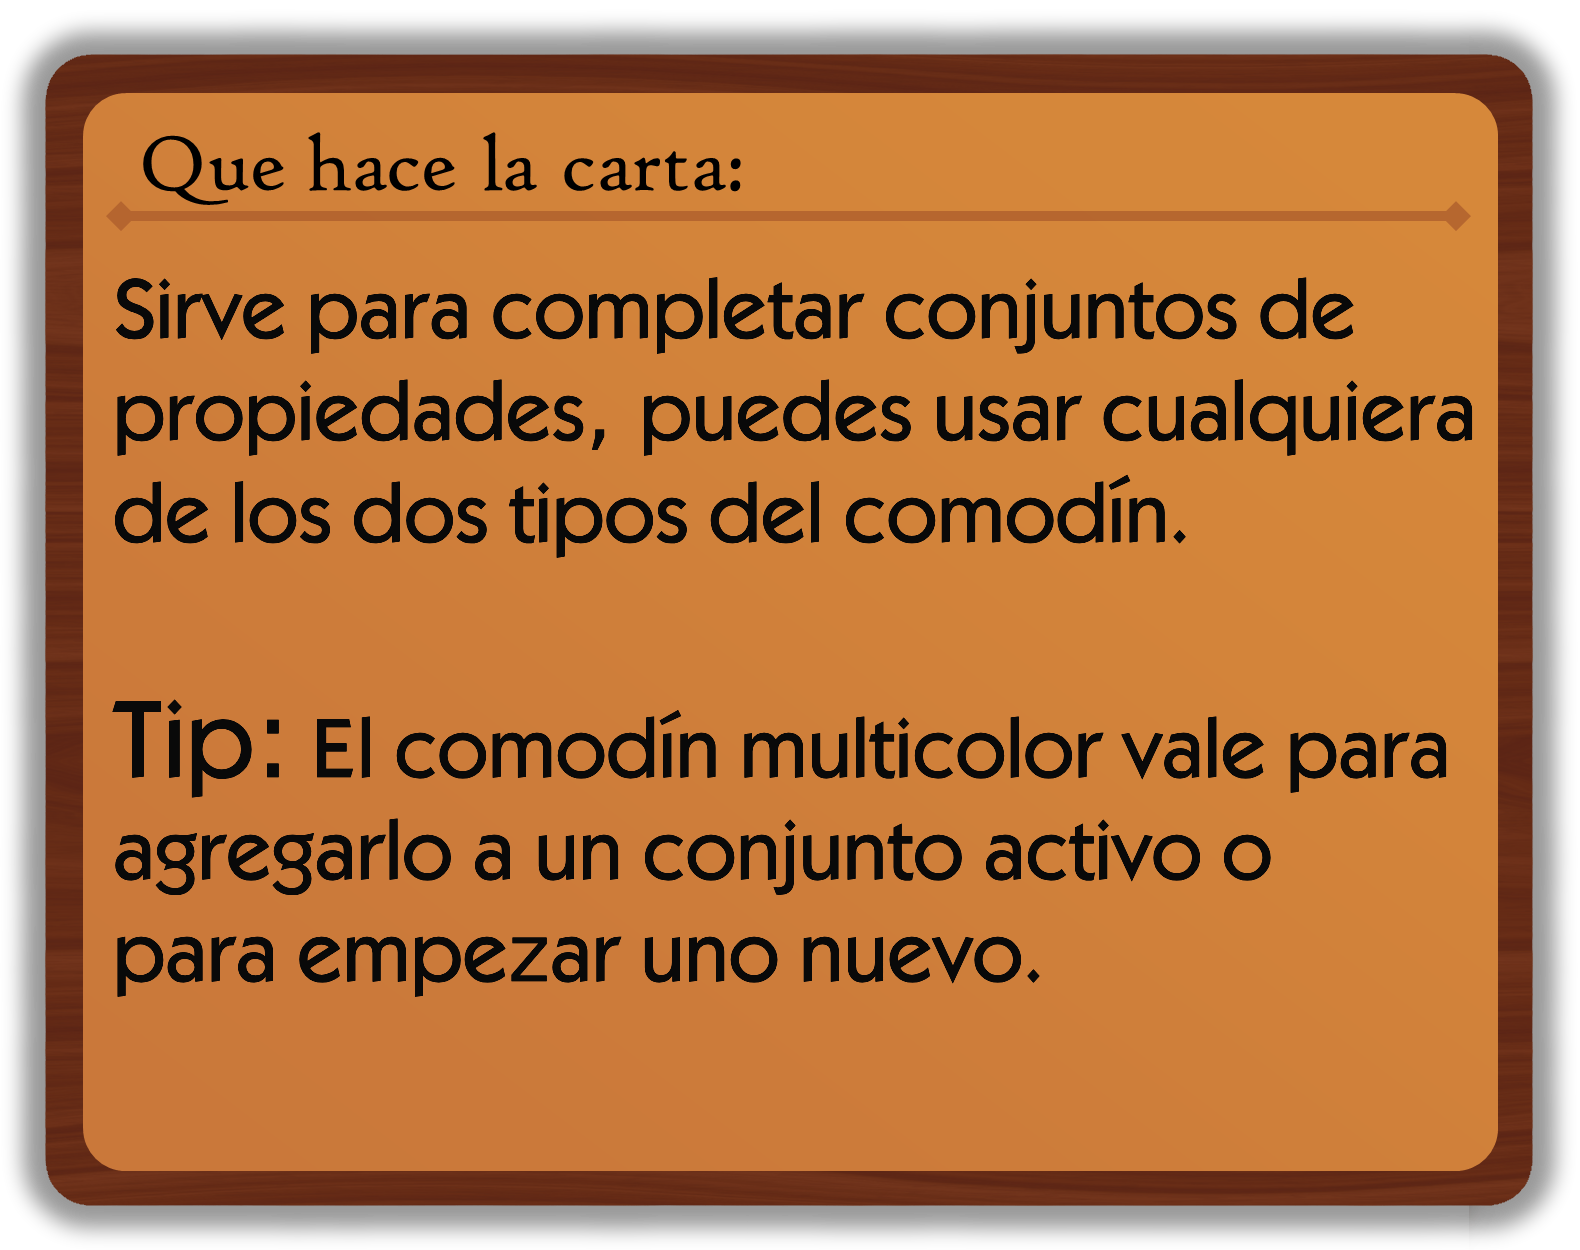 Que hace la carta:
Sirve para completar conjuntos de
propiedades, puedes usar cualquiera
de los dos tipos del comodín.
Tip: El comodín multicolor vale para
agregarlo a un conjunto activo o
para empezar uno nuevo.